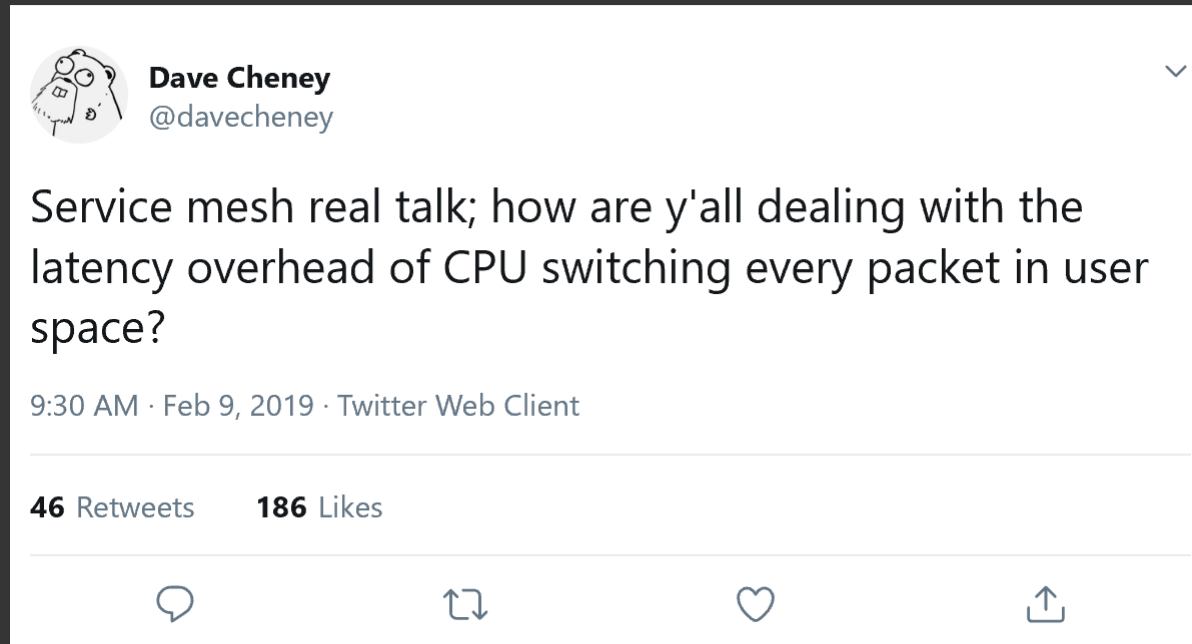 Dave Cheney
@davecheney
Service mesh real talk; how are y'all dealing with the
latency overhead of CPU switching every packet in user
space?
9:30 AM · Feb 9, 2019 · Twitter Web Client
46 Retweets 186 Likes